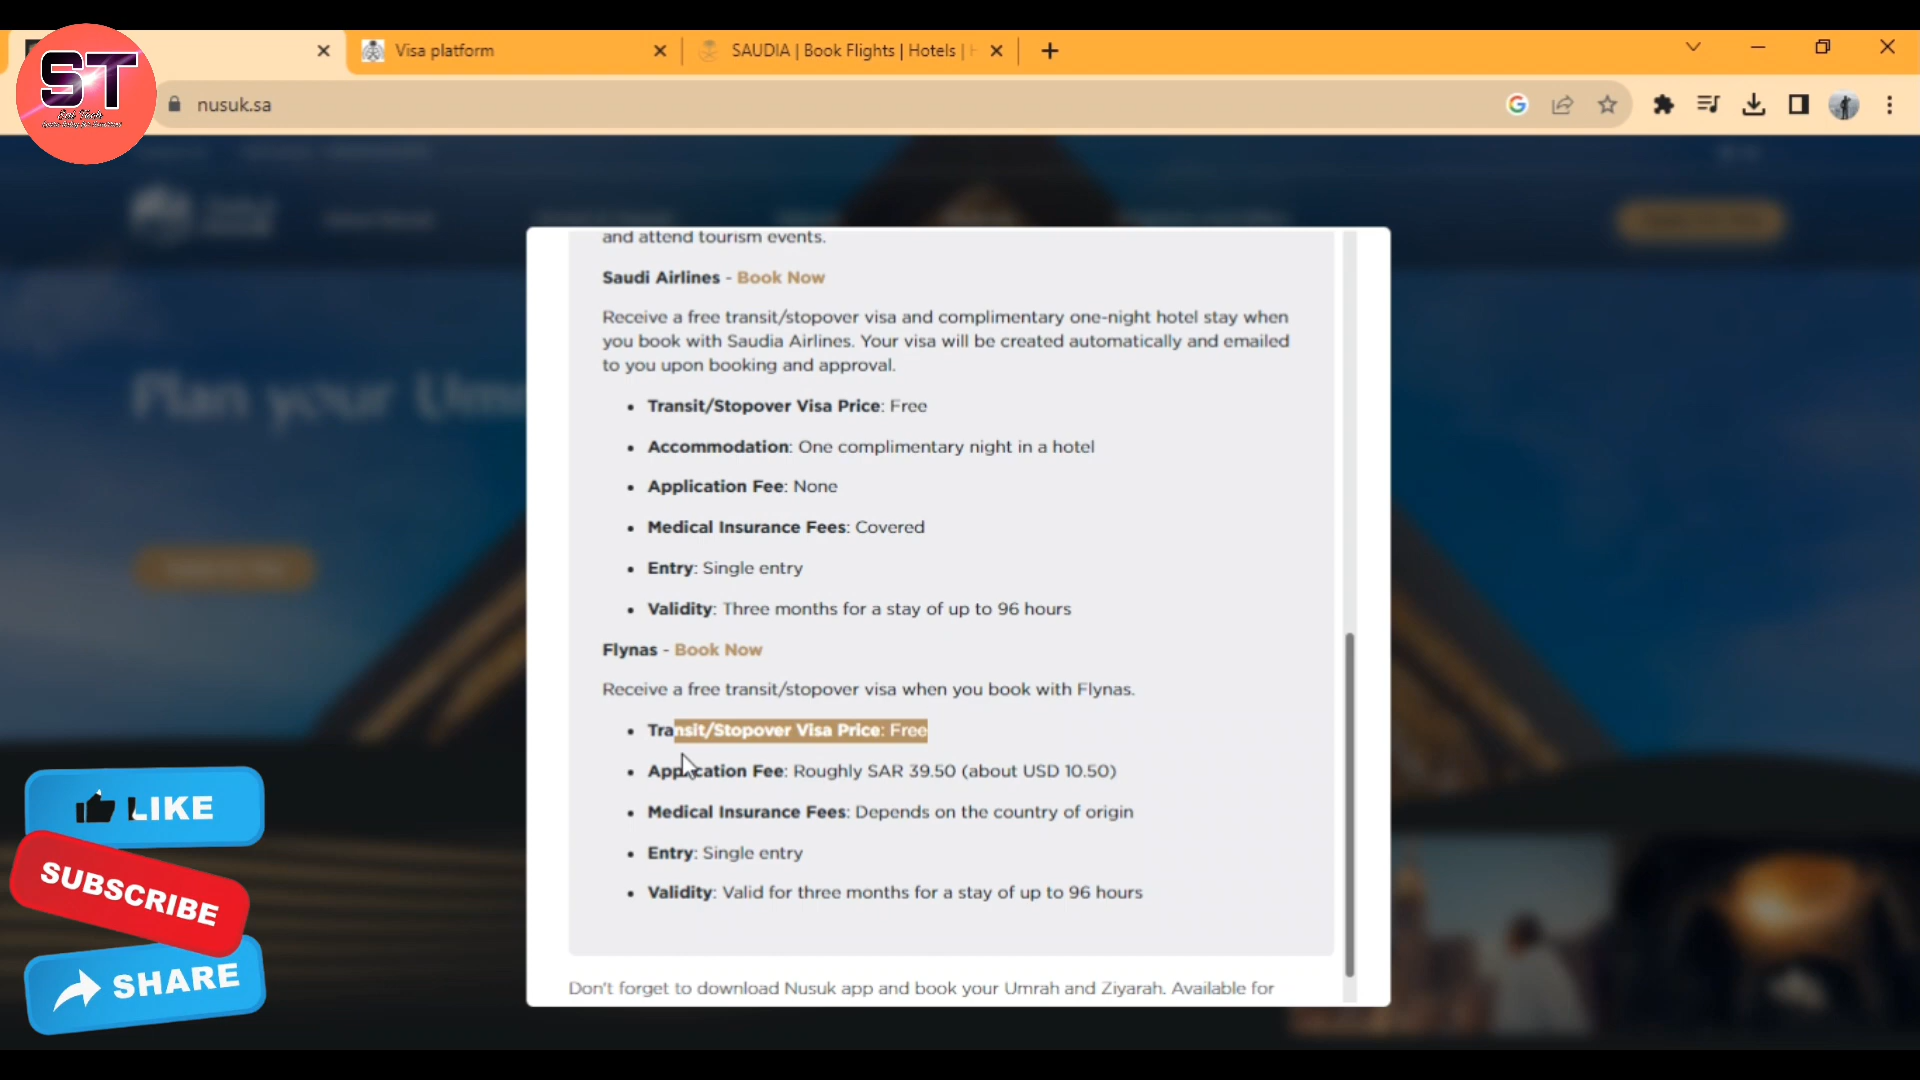 ST
Visa platform
SAUDIA | Book Flights | Hotels |
nusuk.sa
Plan your
and attend tourism events.
Saudi Airlines - Book Now
Receive a free transit/stopover visa and complimentary one-night hotel stay when
you book with Saudia Airlines. Your visa will be created automatically and emailed
to you upon booking and approval.
• Transit/Stopover Visa Price: Free
• Accommodation: One complimentary night in a hotel
• Application Fee: None
• Medical Insurance Fees: Covered
• Entry: Single entry
• Validity: Three months for a stay of up to 96 hours
Flynas - Book Now
Receive a free transit/stopover visa when you book with Flynas.
• Transit/Stopover Visa Price: Free
• Application Fee: Roughly SAR 39.50 (about USD 10.50)
• Medical Insurance Fees: Depends on the country of origin
• Entry: Single entry
• Validity: Valid for three months for a stay of up to 96 hours
Don't forget to download Nusuk app and book your Umrah and Ziyarah. Available for
LIKE
SUBSCRIBE
SHARE